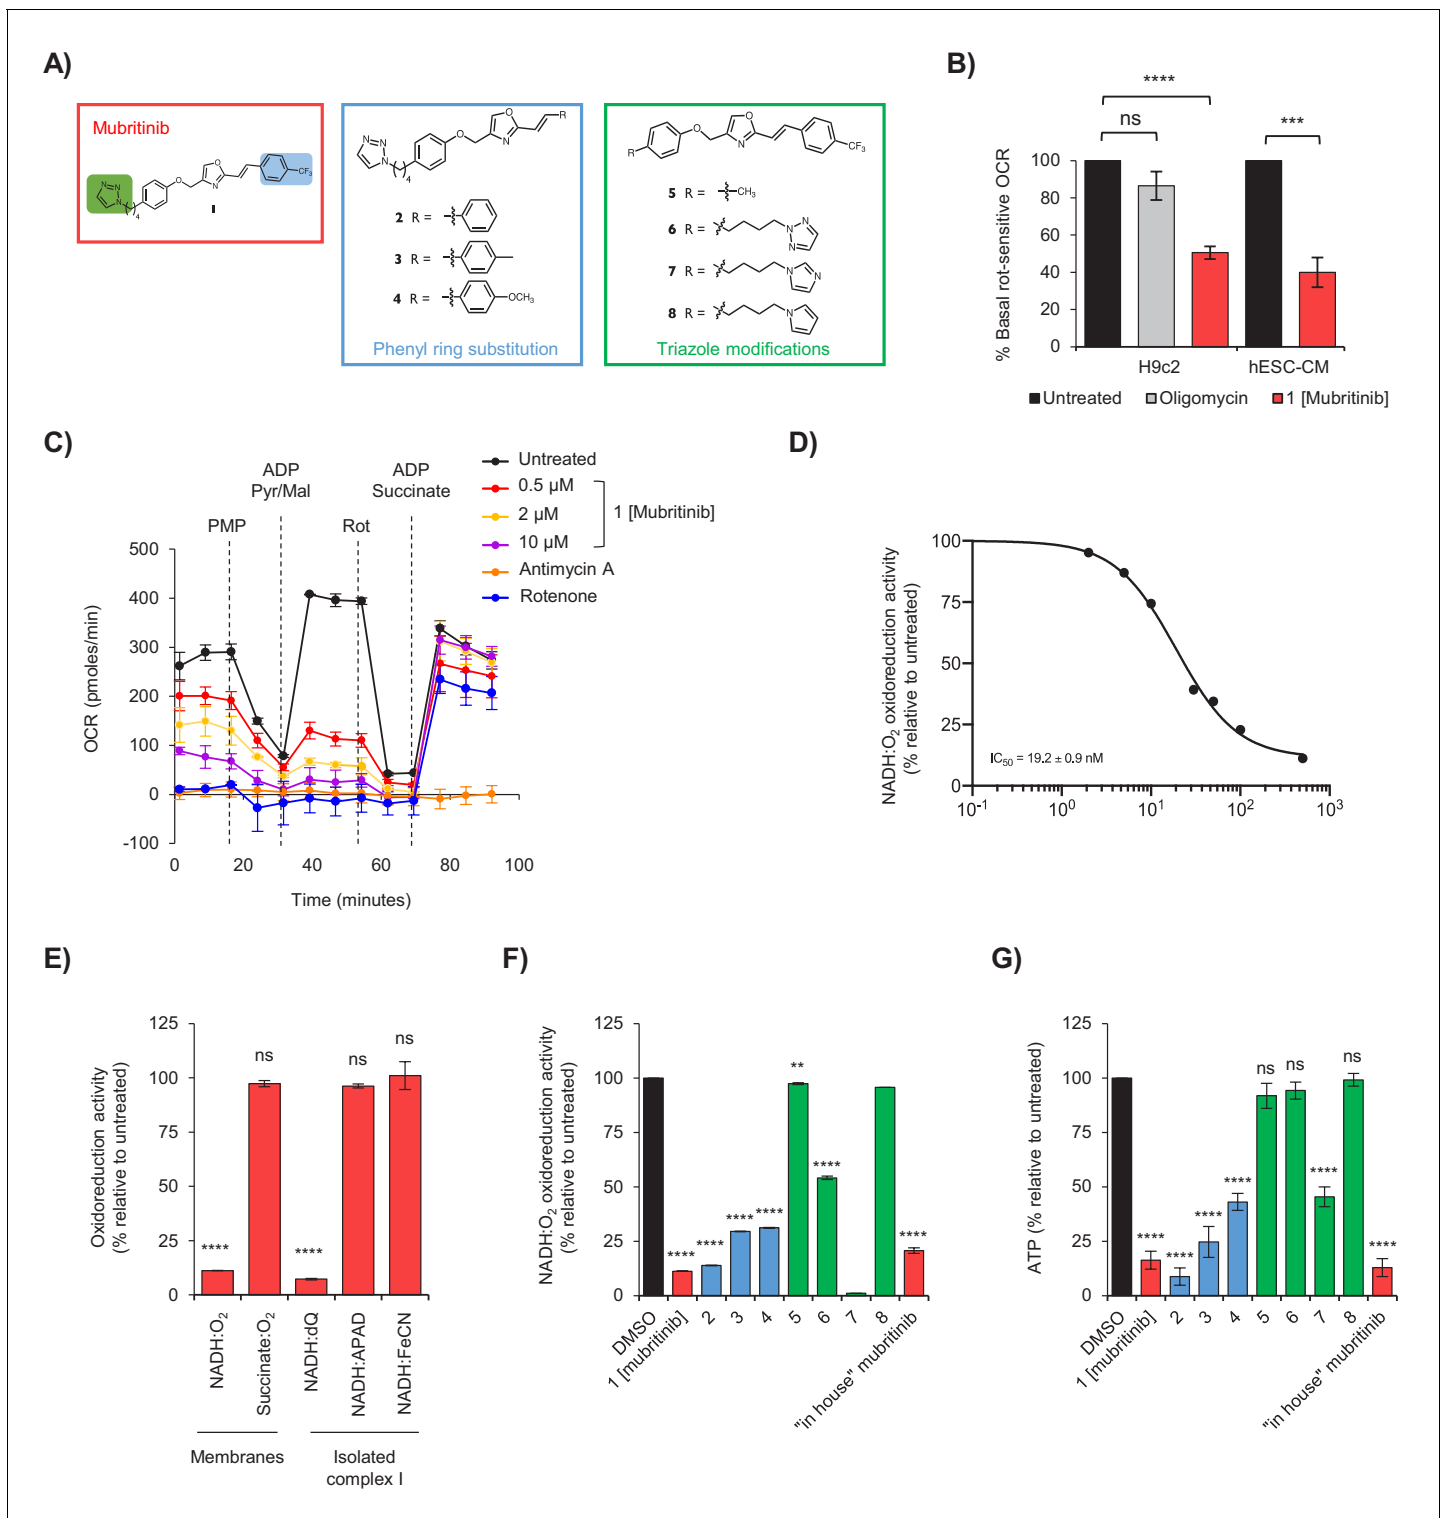 A)
Mubritinib
N
N
N
4
O
O
N
CF3
1
N
N
N
4
O
O
N
R
2 R =
3 R =
4 R =
OCH3
Phenyl ring substitution
R
O
O
N
CF3
5 R =
CH3
6 R =
N
N
N
7 R =
N
N
8 R =
N
Triazole modifications
B)
% Basal rot-sensitive OCR
100
80
60
40
20
0
****
ns
***
H9c2
hESC-CM
Untreated
Oligomycin
1 [Mubritinib]
C)
ADP
Pyr/Mal
ADP
Succinate
PMP
Rot
Untreated
0.5 µM
2 µM
10 µM
1 [Mubritinib]
Antimycin A
Rotenone
OCR (pmoles/min)
500
400
300
200
100
0
-100
0
20
40
60
80
100
Time (minutes)
D)
NADH:O2 oxidoreduction activity
(% relative to untreated)
100
75
50
25
0
IC50 = 19.2 ± 0.9 nM
10-1
100
101
102
103
E)
Oxidoreduction activity
(% relative to untreated)
125
100
75
50
25
0
****
ns
****
ns
ns
NADH:O2
Succinate:O2
NADH:dQ
NADH:APAD
NADH:FeCN
Membranes
Isolated
complex I
F)
NADH:O2 oxidoreduction activity
(% relative to untreated)
125
100
75
50
25
0
****
****
****
****
**
****
****
DMSO
1 [mubritinib]
2
3
4
5
6
7
8
"in house" mubritinib
G)
ATP (% relative to untreated)
125
100
75
50
25
0
****
****
****
****
ns
ns
****
ns
****
DMSO
1 [mubritinib]
2
3
4
5
6
7
8
"in house" mubritinib